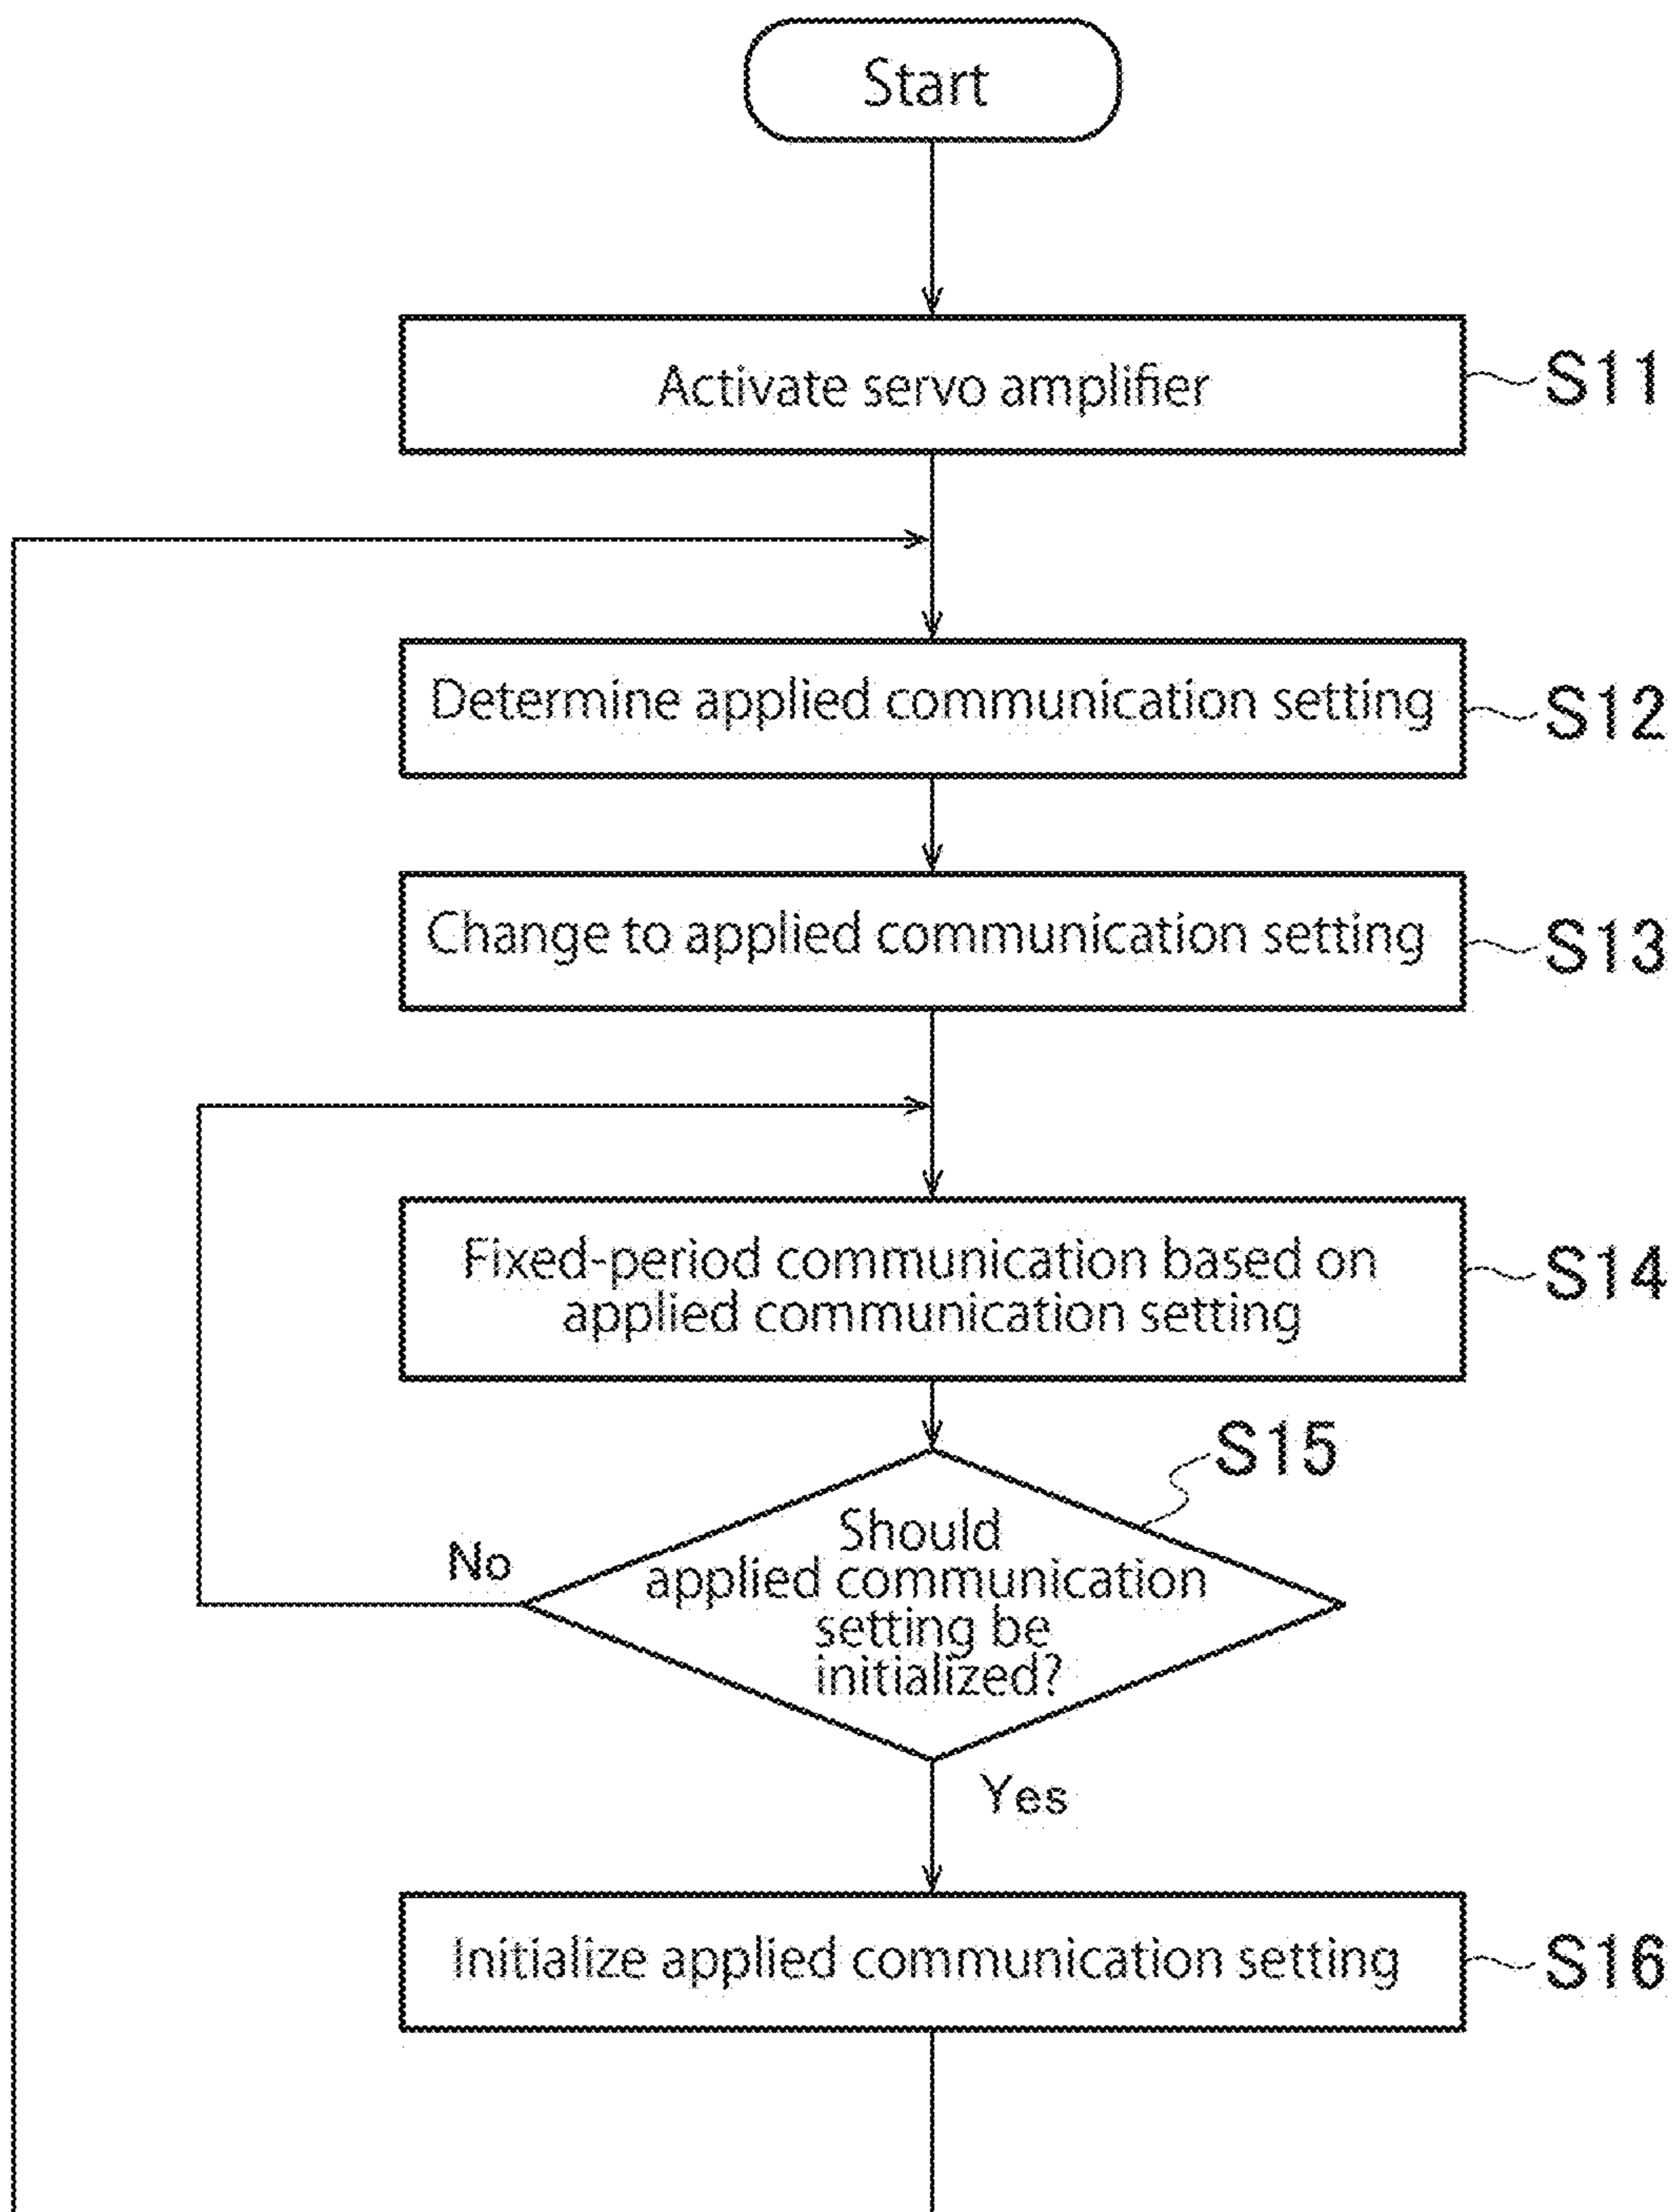 Start
Activate servo amplifier
S11
Determine applied communication setting
S12
Change to applied communication setting
S13
Fixed-period communication based on
applied communication setting
S14
S15
Should
applied communication
setting be
initialized?
No
Yes
Initialize applied communication setting
S16